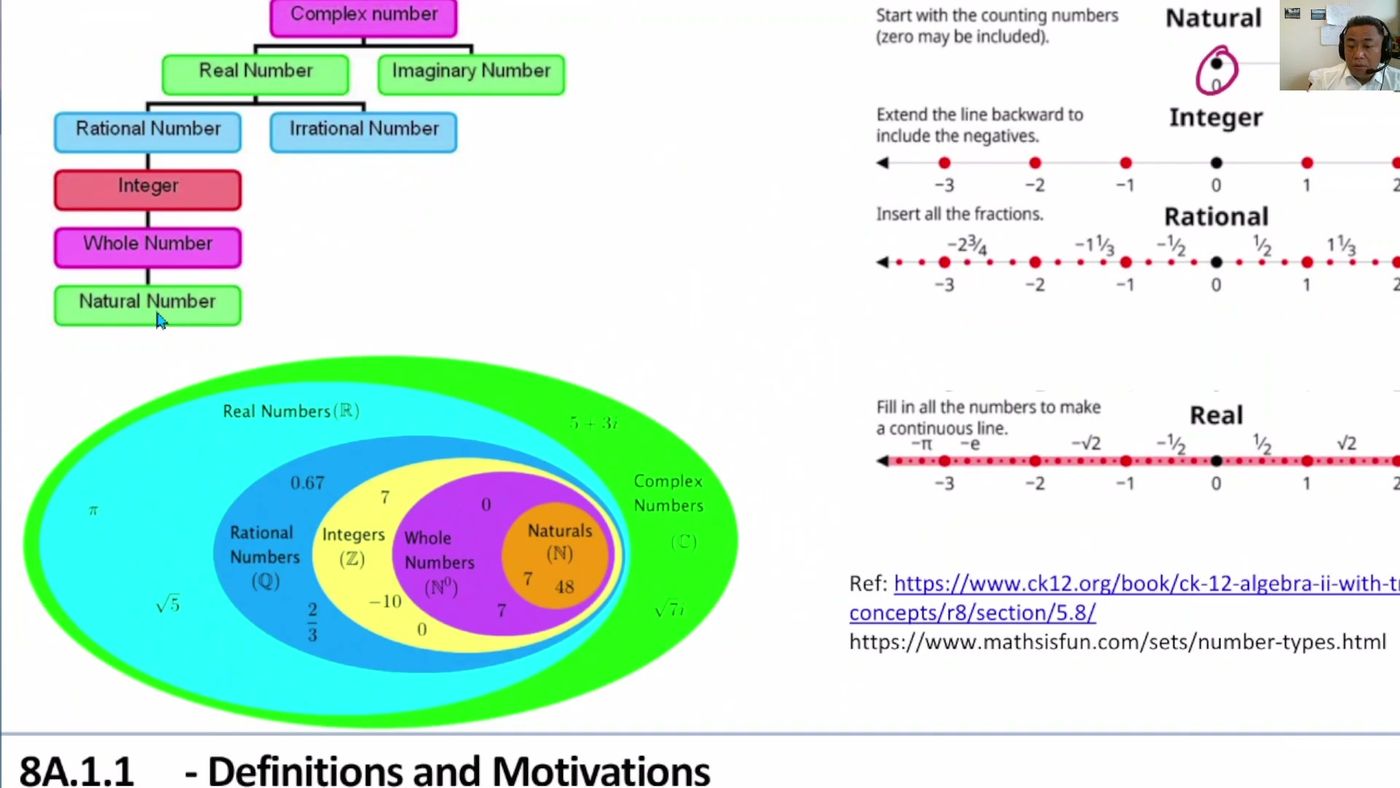 Complex number
Real Number
Imaginary Number
Rational Number
Irrational Number
Integer
Whole Number
Natural Number
Start with the counting numbers
(zero may be included).
Natural
0
Extend the line backward to
include the negatives.
Integer
−3 −2 −1 0 1 2
Insert all the fractions.
Rational
−2¾ −1⅓ −½ ½ 1⅓
−3 −2 −1 0 1 2
Fill in all the numbers to make
a continuous line.
Real
−π −e −√2 −½ ½ √2
−3 −2 −1 0 1 2
Real Numbers (ℝ)
5 + 3i
0.67
7
0
π
Complex
Numbers
(ℂ)
Rational
Numbers
(ℚ)
Integers
(ℤ)
Whole
Numbers
(ℕ⁰)
Naturals
(ℕ)
7 48
√5
2
3
−10
0
7
√7i
Ref: https://www.ck12.org/book/ck-12-algebra-ii-with-t
concepts/r8/section/5.8/
https://www.mathsisfun.com/sets/number-types.html
8A.1.1 - Definitions and Motivations